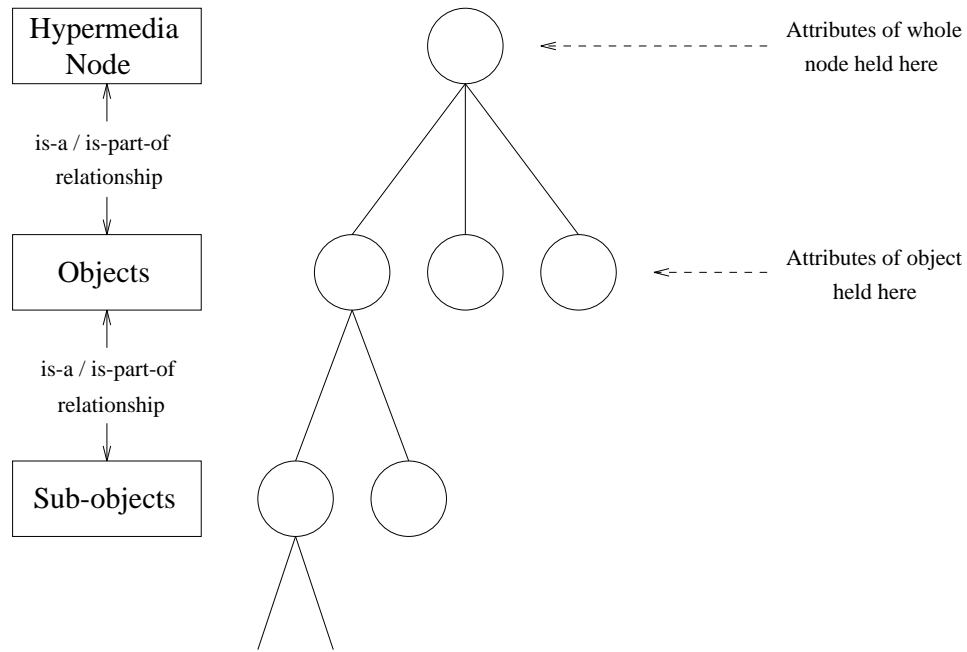 Hypermedia
Node
Attributes of whole
node held here
is-a / is-part-of
relationship
Objects
Attributes of object
held here
is-a / is-part-of
relationship
Sub-objects